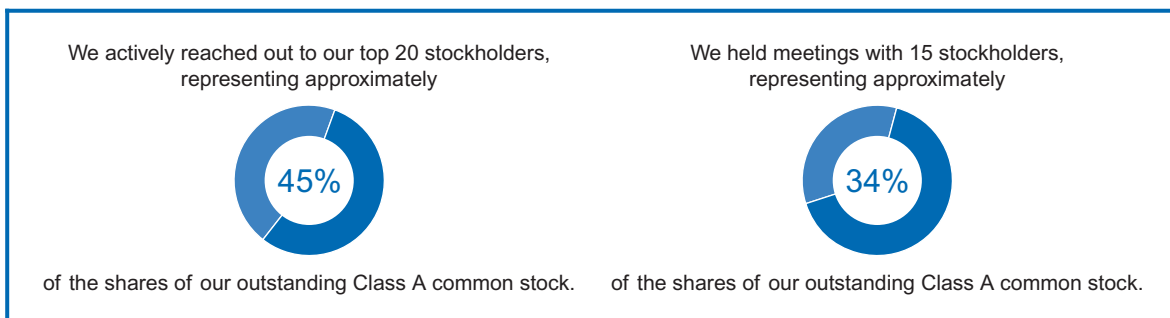 We actively reached out to our top 20 stockholders,
representing approximately
45%
of the shares of our outstanding Class A common stock.
We held meetings with 15 stockholders,
representing approximately
34%
of the shares of our outstanding Class A common stock.